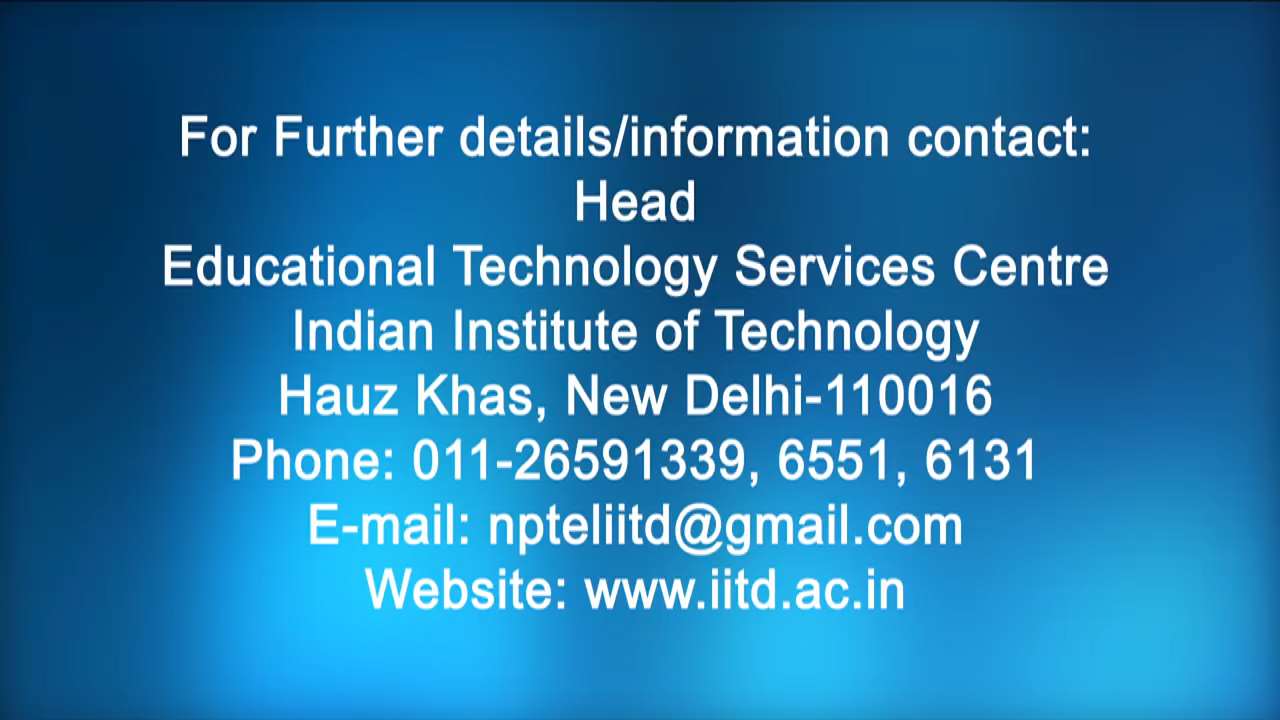 For Further details/information contact:
Head
Educational Technology Services Centre
Indian Institute of Technology
Hauz Khas, New Delhi-110016
Phone: 011-26591339, 6551, 6131
E-mail: npteliitd@gmail.com
Website: www.iitd.ac.in